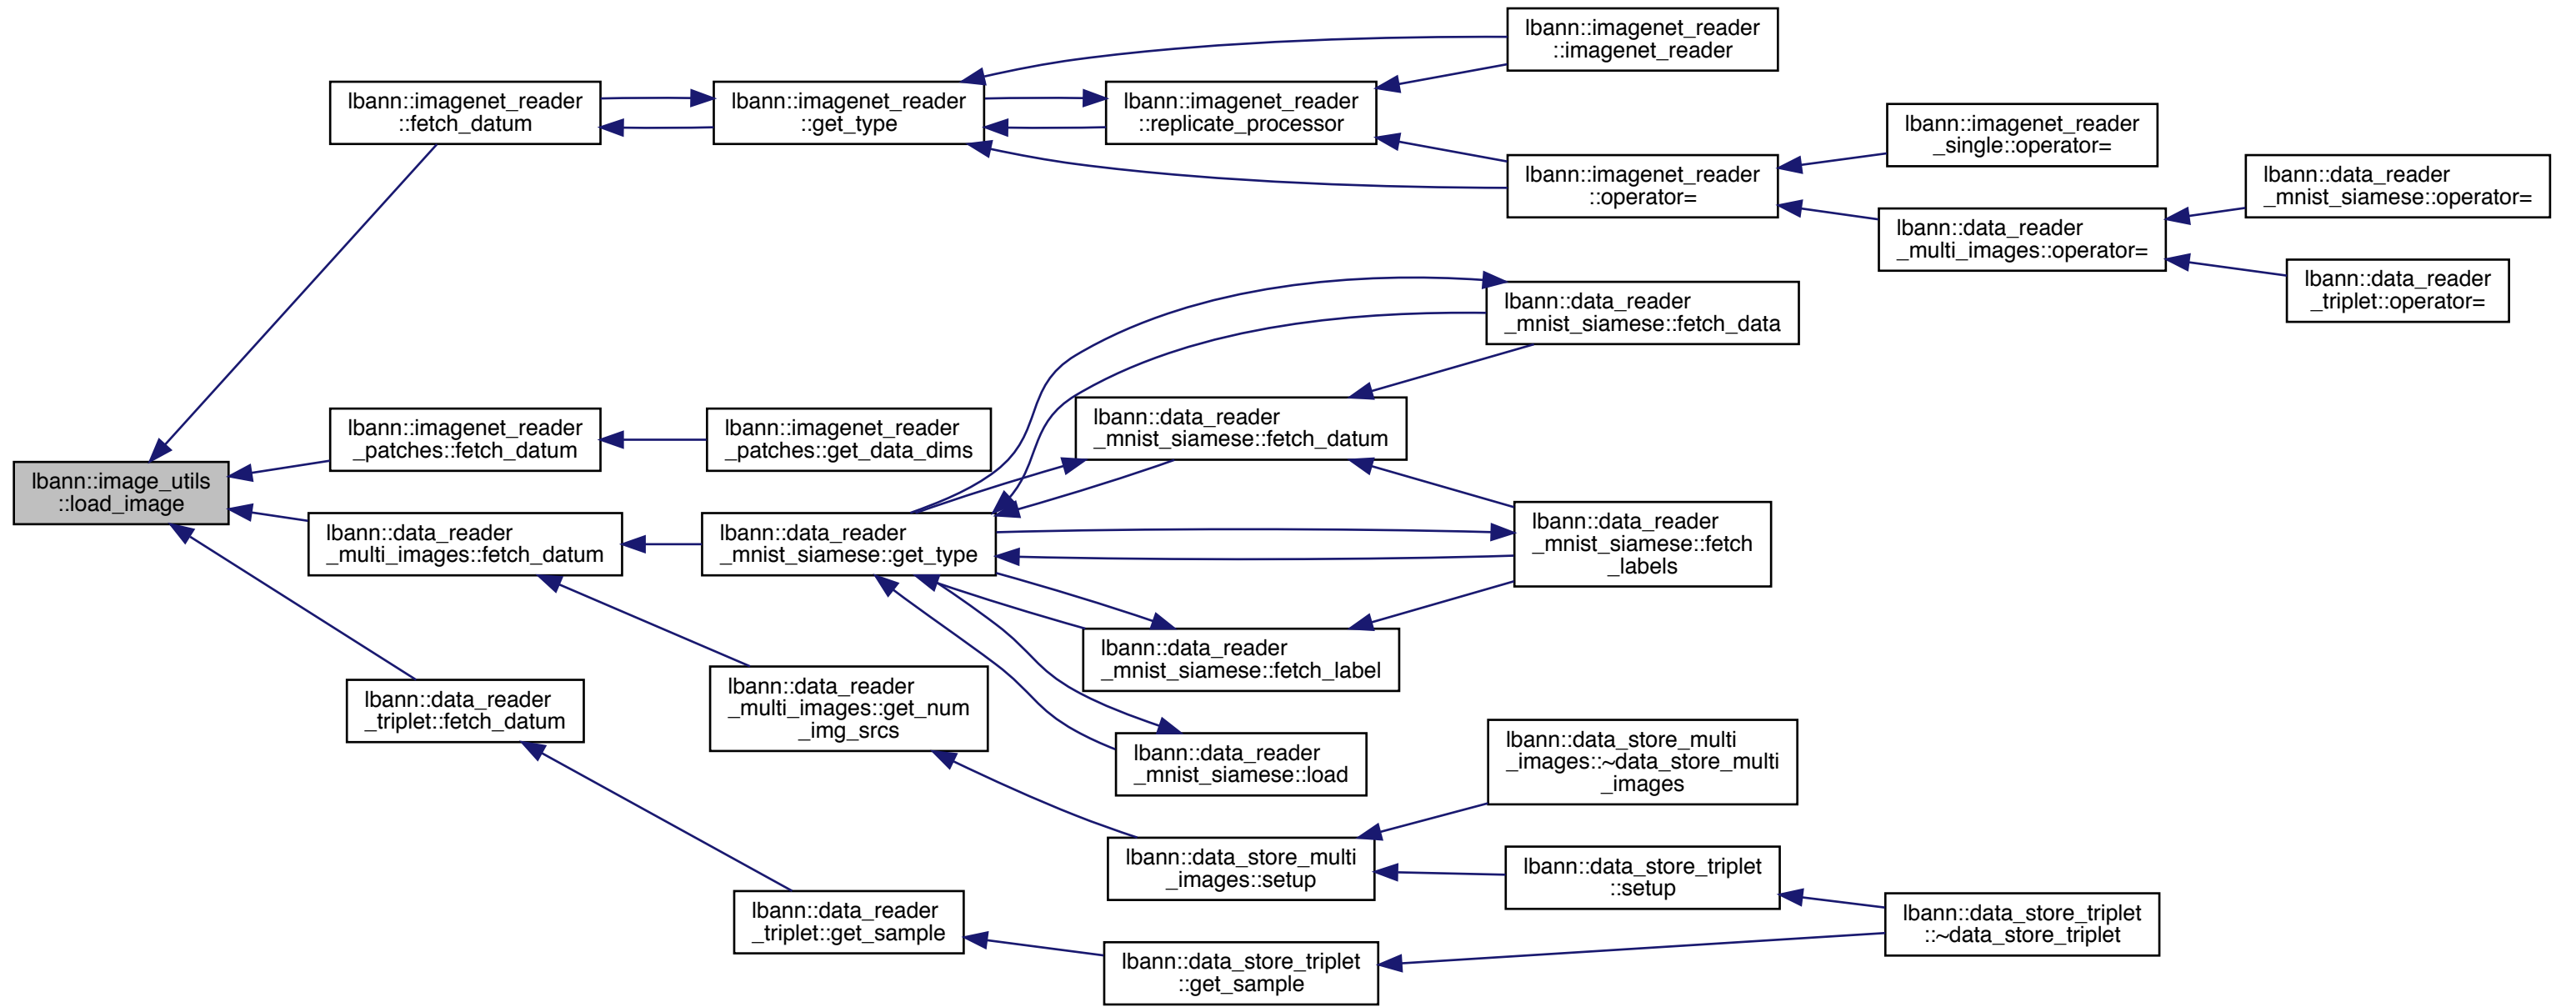 lbann::image_utils
::load_image
lbann::imagenet_reader
::fetch_datum
lbann::imagenet_reader
::get_type
lbann::imagenet_reader
::replicate_processor
lbann::imagenet_reader
::imagenet_reader
lbann::imagenet_reader
::operator=
lbann::imagenet_reader
_single::operator=
lbann::data_reader
_multi_images::operator=
lbann::data_reader
_mnist_siamese::operator=
lbann::data_reader
_triplet::operator=
lbann::imagenet_reader
_patches::fetch_datum
lbann::imagenet_reader
_patches::get_data_dims
lbann::data_reader
_multi_images::fetch_datum
lbann::data_reader
_mnist_siamese::get_type
lbann::data_reader
_mnist_siamese::fetch_data
lbann::data_reader
_mnist_siamese::fetch_datum
lbann::data_reader
_mnist_siamese::fetch
_labels
lbann::data_reader
_mnist_siamese::fetch_label
lbann::data_reader
_mnist_siamese::load
lbann::data_reader
_multi_images::get_num
_img_srcs
lbann::data_store_multi
_images::setup
lbann::data_store_multi
_images::~data_store_multi
_images
lbann::data_store_triplet
::setup
lbann::data_store_triplet
::~data_store_triplet
lbann::data_reader
_triplet::fetch_datum
lbann::data_reader
_triplet::get_sample
lbann::data_store_triplet
::get_sample